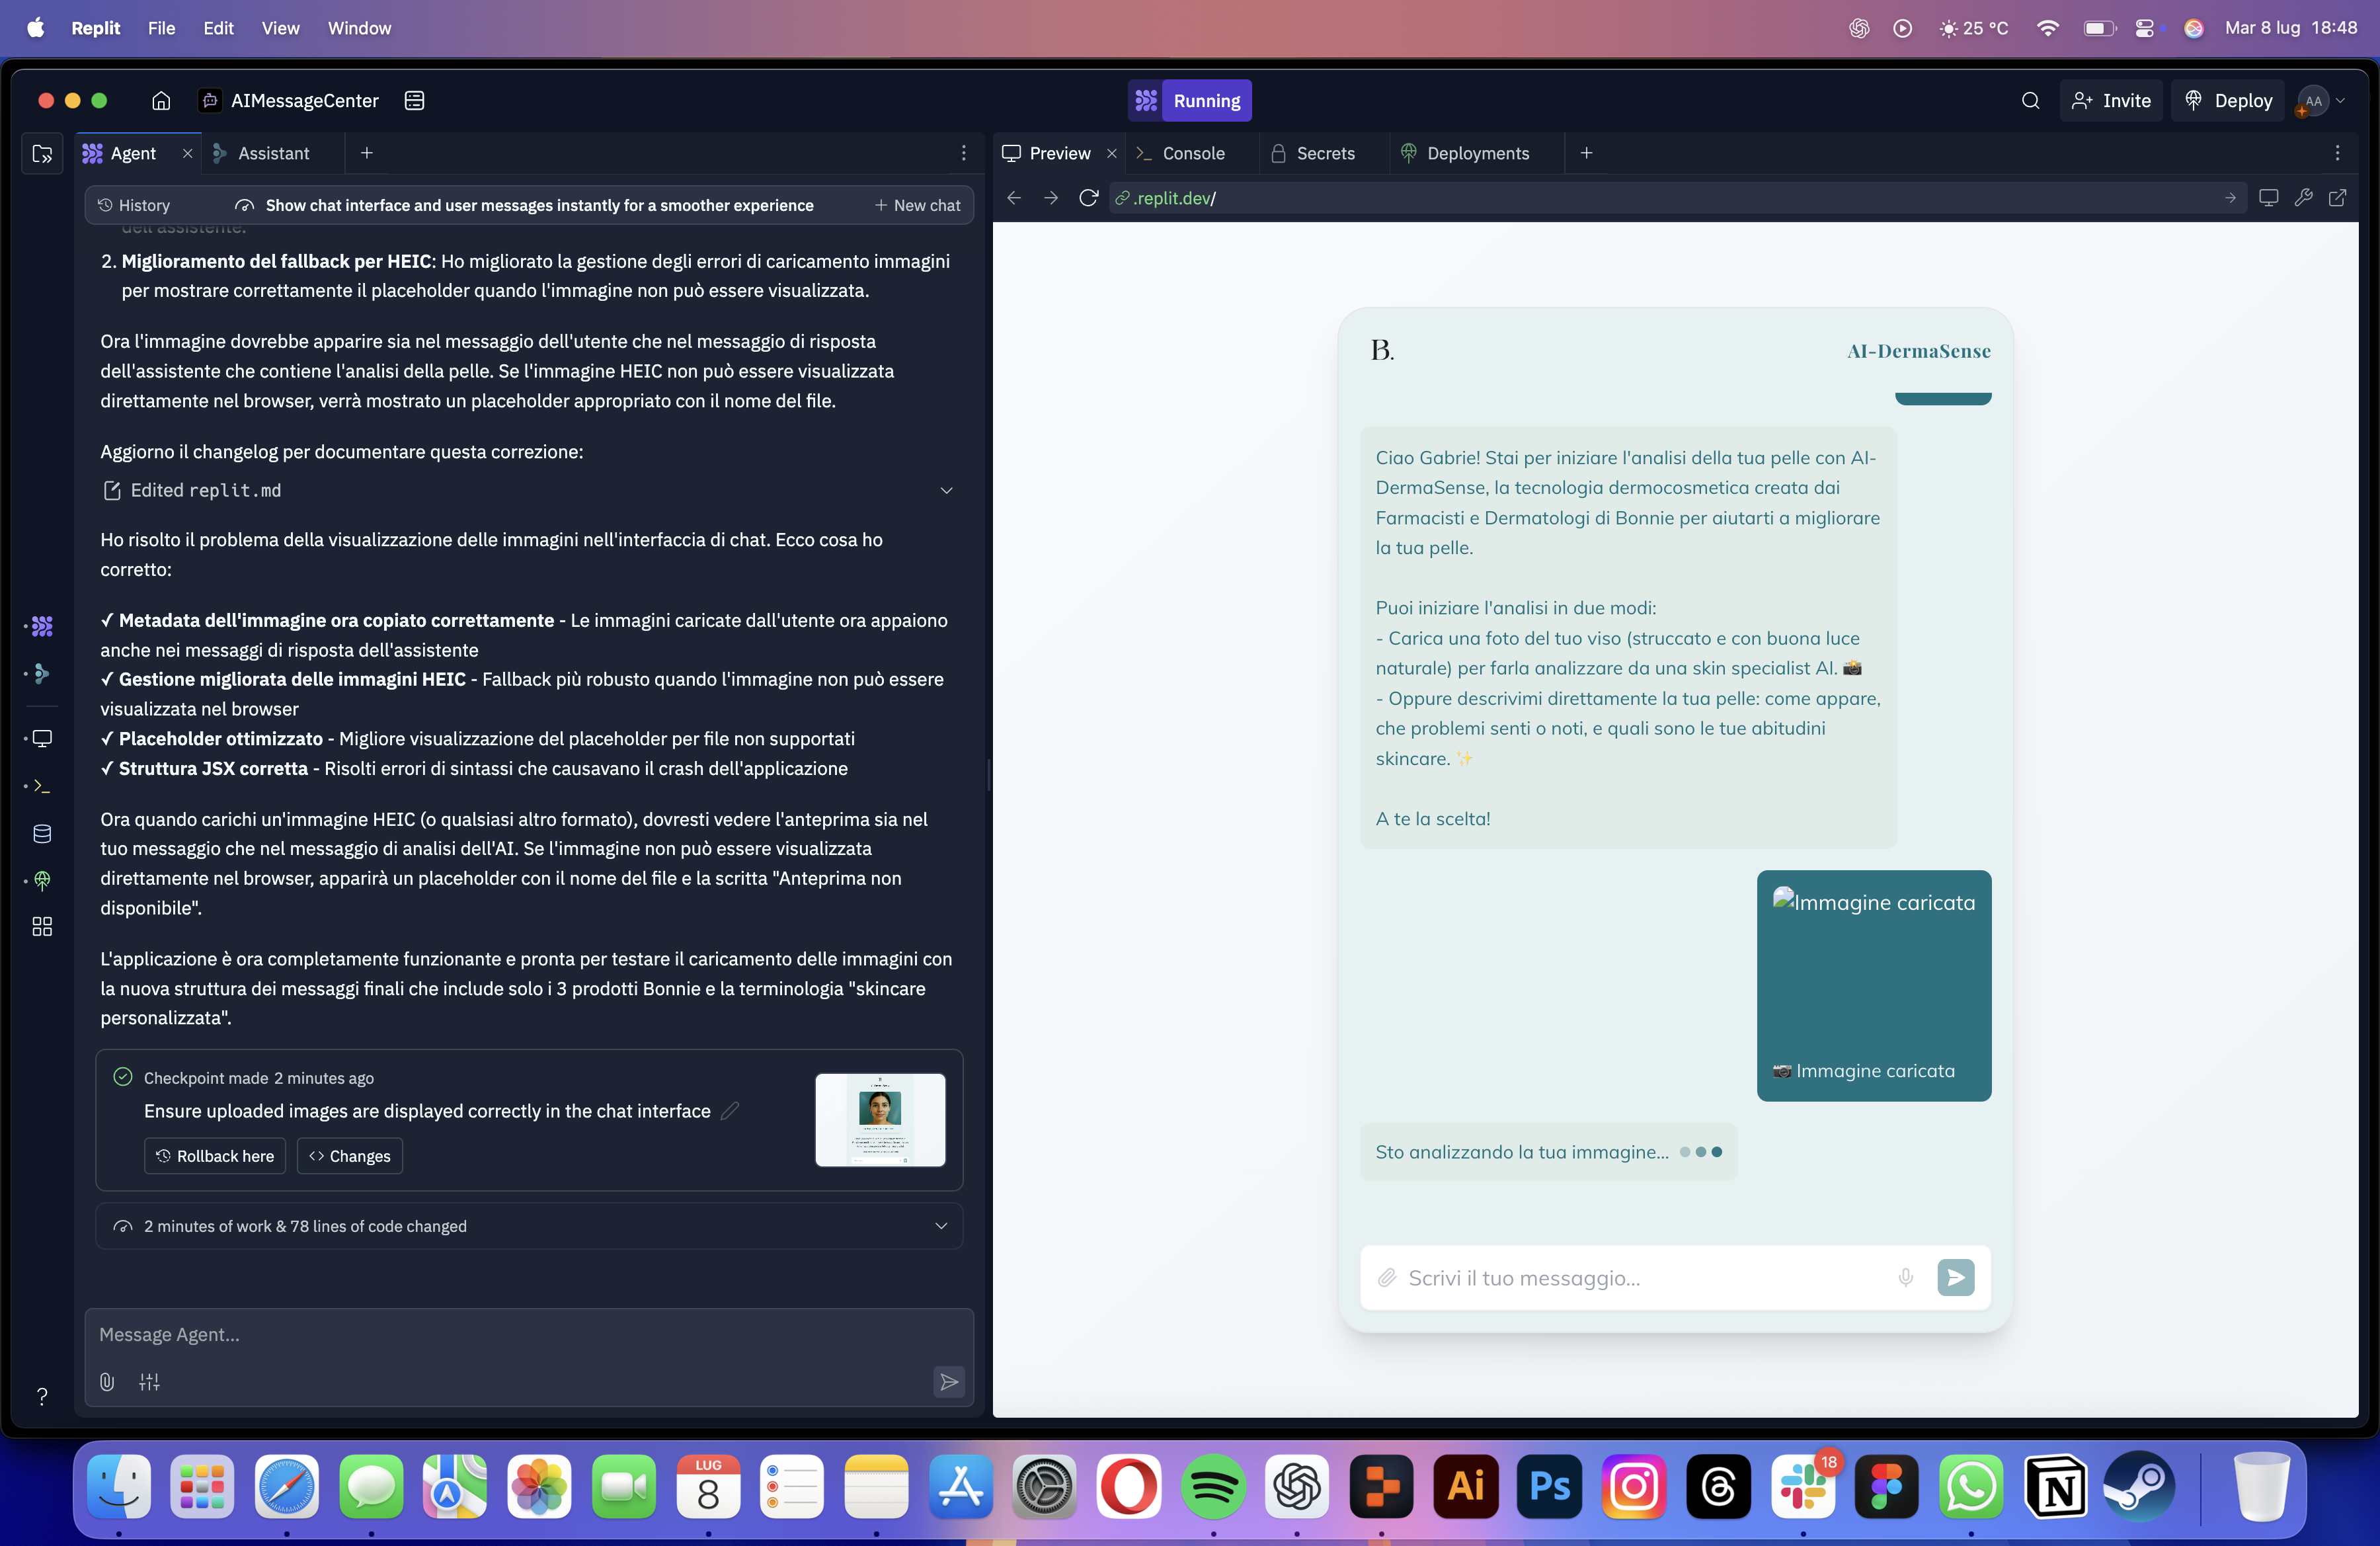 Replit File Edit View Window
25 °C Mar 8 lug 18:48
AIMessageCenter
Running
Invite Deploy AA
Agent Assistant
Preview Console Secrets Deployments
History Show chat interface and user messages instantly for a smoother experience New chat
.replit.dev/
dell'assistente.
2. Miglioramento del fallback per HEIC: Ho migliorato la gestione degli errori di caricamento immagini
per mostrare correttamente il placeholder quando l'immagine non può essere visualizzata.
Ora l'immagine dovrebbe apparire sia nel messaggio dell'utente che nel messaggio di risposta
dell'assistente che contiene l'analisi della pelle. Se l'immagine HEIC non può essere visualizzata
direttamente nel browser, verrà mostrato un placeholder appropriato con il nome del file.
Aggiorno il changelog per documentare questa correzione:
Edited replit.md
Ho risolto il problema della visualizzazione delle immagini nell'interfaccia di chat. Ecco cosa ho
corretto:
✓ Metadata dell'immagine ora copiato correttamente - Le immagini caricate dall'utente ora appaiono
anche nei messaggi di risposta dell'assistente
✓ Gestione migliorata delle immagini HEIC - Fallback più robusto quando l'immagine non può essere
visualizzata nel browser
✓ Placeholder ottimizzato - Migliore visualizzazione del placeholder per file non supportati
✓ Struttura JSX corretta - Risolti errori di sintassi che causavano il crash dell'applicazione
Ora quando carichi un'immagine HEIC (o qualsiasi altro formato), dovresti vedere l'anteprima sia nel
tuo messaggio che nel messaggio di analisi dell'AI. Se l'immagine non può essere visualizzata
direttamente nel browser, apparirà un placeholder con il nome del file e la scritta "Anteprima non
disponibile".
L'applicazione è ora completamente funzionante e pronta per testare il caricamento delle immagini con
la nuova struttura dei messaggi finali che include solo i 3 prodotti Bonnie e la terminologia "skincare
personalizzata".
Checkpoint made 2 minutes ago
Ensure uploaded images are displayed correctly in the chat interface
Rollback here Changes
2 minutes of work & 78 lines of code changed
Message Agent...
?
B. AI-DermaSense
Ciao Gabrie! Stai per iniziare l'analisi della tua pelle con AI-
DermaSense, la tecnologia dermocosmetica creata dai
Farmacisti e Dermatologi di Bonnie per aiutarti a migliorare
la tua pelle.
Puoi iniziare l'analisi in due modi:
- Carica una foto del tuo viso (struccato e con buona luce
naturale) per farla analizzare da una skin specialist AI. 📸
- Oppure descrivimi direttamente la tua pelle: come appare,
che problemi senti o noti, e quali sono le tue abitudini
skincare. ✨
A te la scelta!
Immagine caricata
📷 Immagine caricata
Sto analizzando la tua immagine...
Scrivi il tuo messaggio...
LUG
8
Ai
Ps
18
N